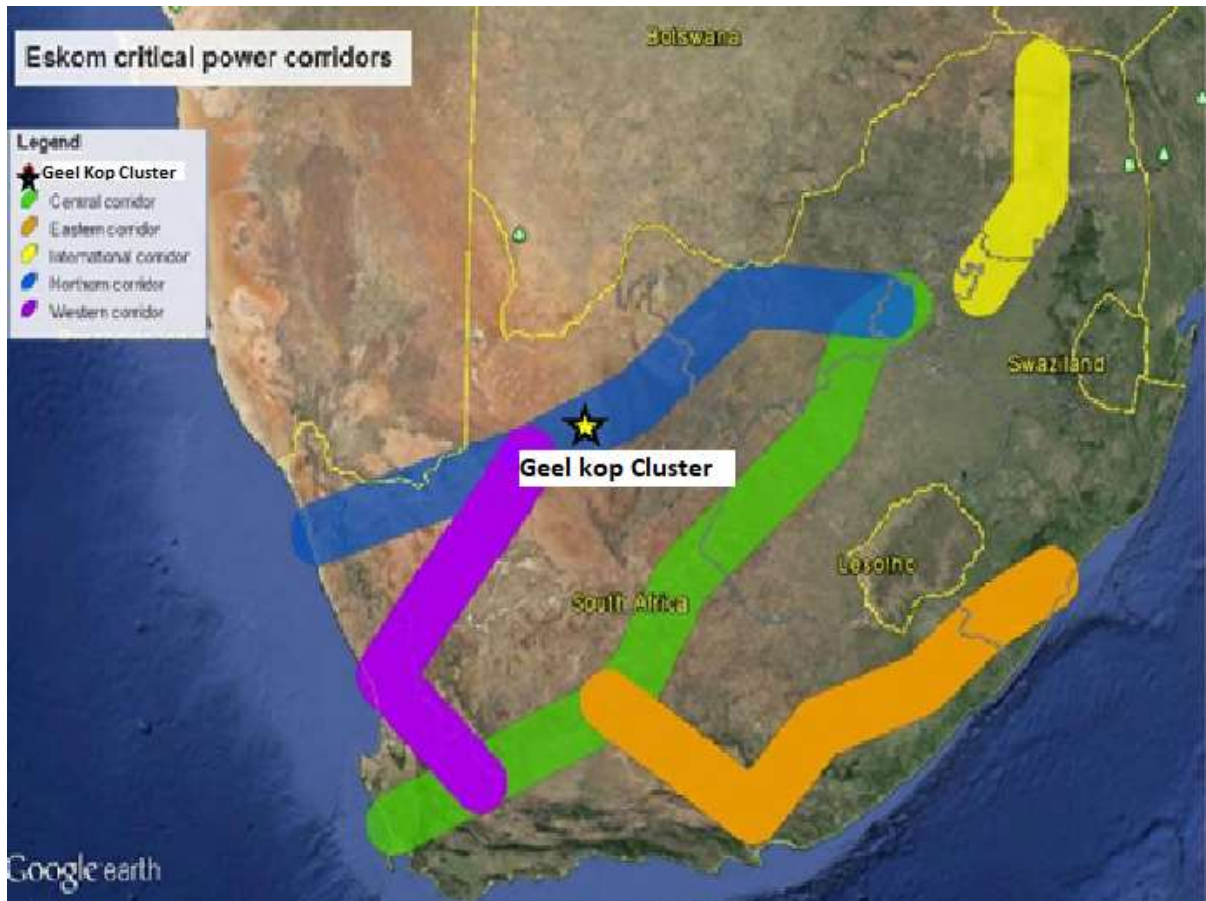 Eskom critical power corridors
Botswana
Legend
Geel Kop Cluster
Central corridor
Eastern corridor
International corridor
Northern corridor
Western corridor
Swaziland
Geel kop Cluster
Lesotho
South Africa
Google earth